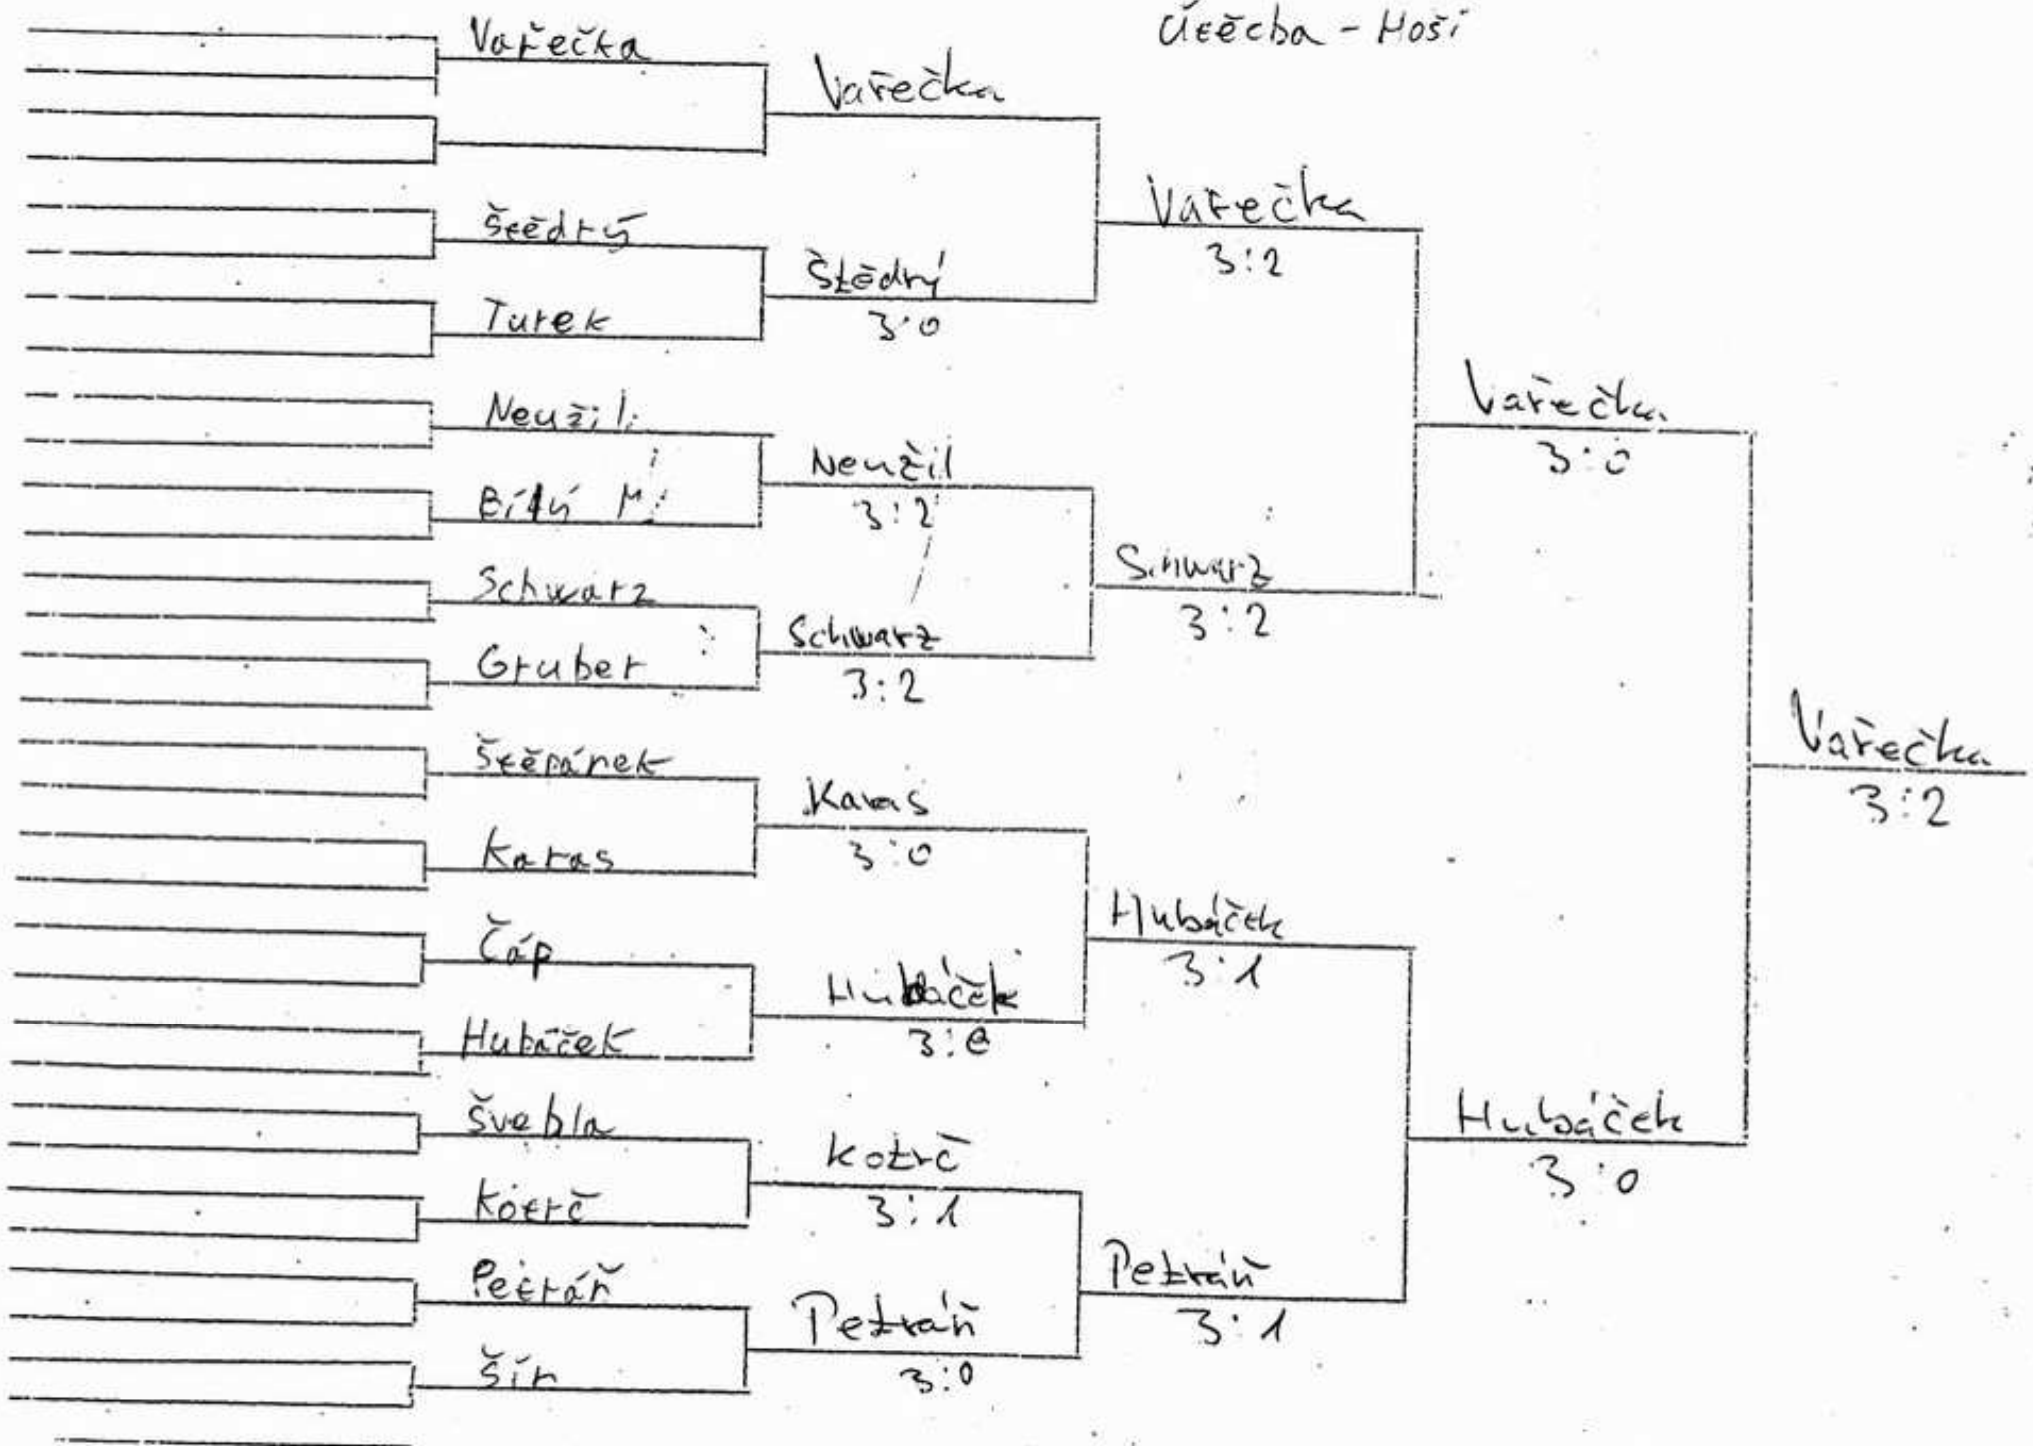 Útěcha - Hoši
Vařečka
Štědrý
Turek
Neužil
Bílý M.
Schwarz
Gruber
Štěpánek
Karas
Čáp
Hubáček
Švebla
Kotrč
Petráň
Šír
Vařečka
Štědrý
3:0
Neužil
3:2
Schwarz
3:2
Karas
3:0
Hubáček
3:0
Kotrč
3:1
Petráň
3:0
Vařečka
3:2
Schwarz
3:2
Hubáček
3:1
Petráň
3:1
Vařečka
3:0
Hubáček
3:0
Vařečka
3:2